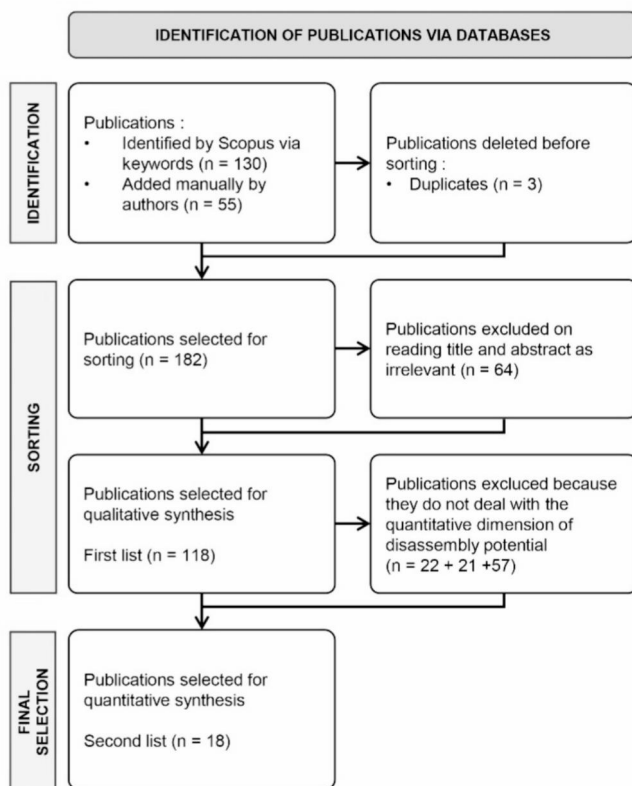 IDENTIFICATION OF PUBLICATIONS VIA DATABASES
IDENTIFICATION
Publications :
• Identified by Scopus via
keywords (n = 130)
• Added manually by
authors (n = 55)
Publications deleted before
sorting :
• Duplicates (n = 3)
SORTING
Publications selected for
sorting (n = 182)
Publications excluded on
reading title and abstract as
irrelevant (n = 64)
Publications selected for
qualitative synthesis
First list (n = 118)
Publications excluced because
they do not deal with the
quantitative dimension of
disassembly potential
(n = 22 + 21 +57)
FINAL
SELECTION
Publications selected for
quantitative synthesis
Second list (n = 18)